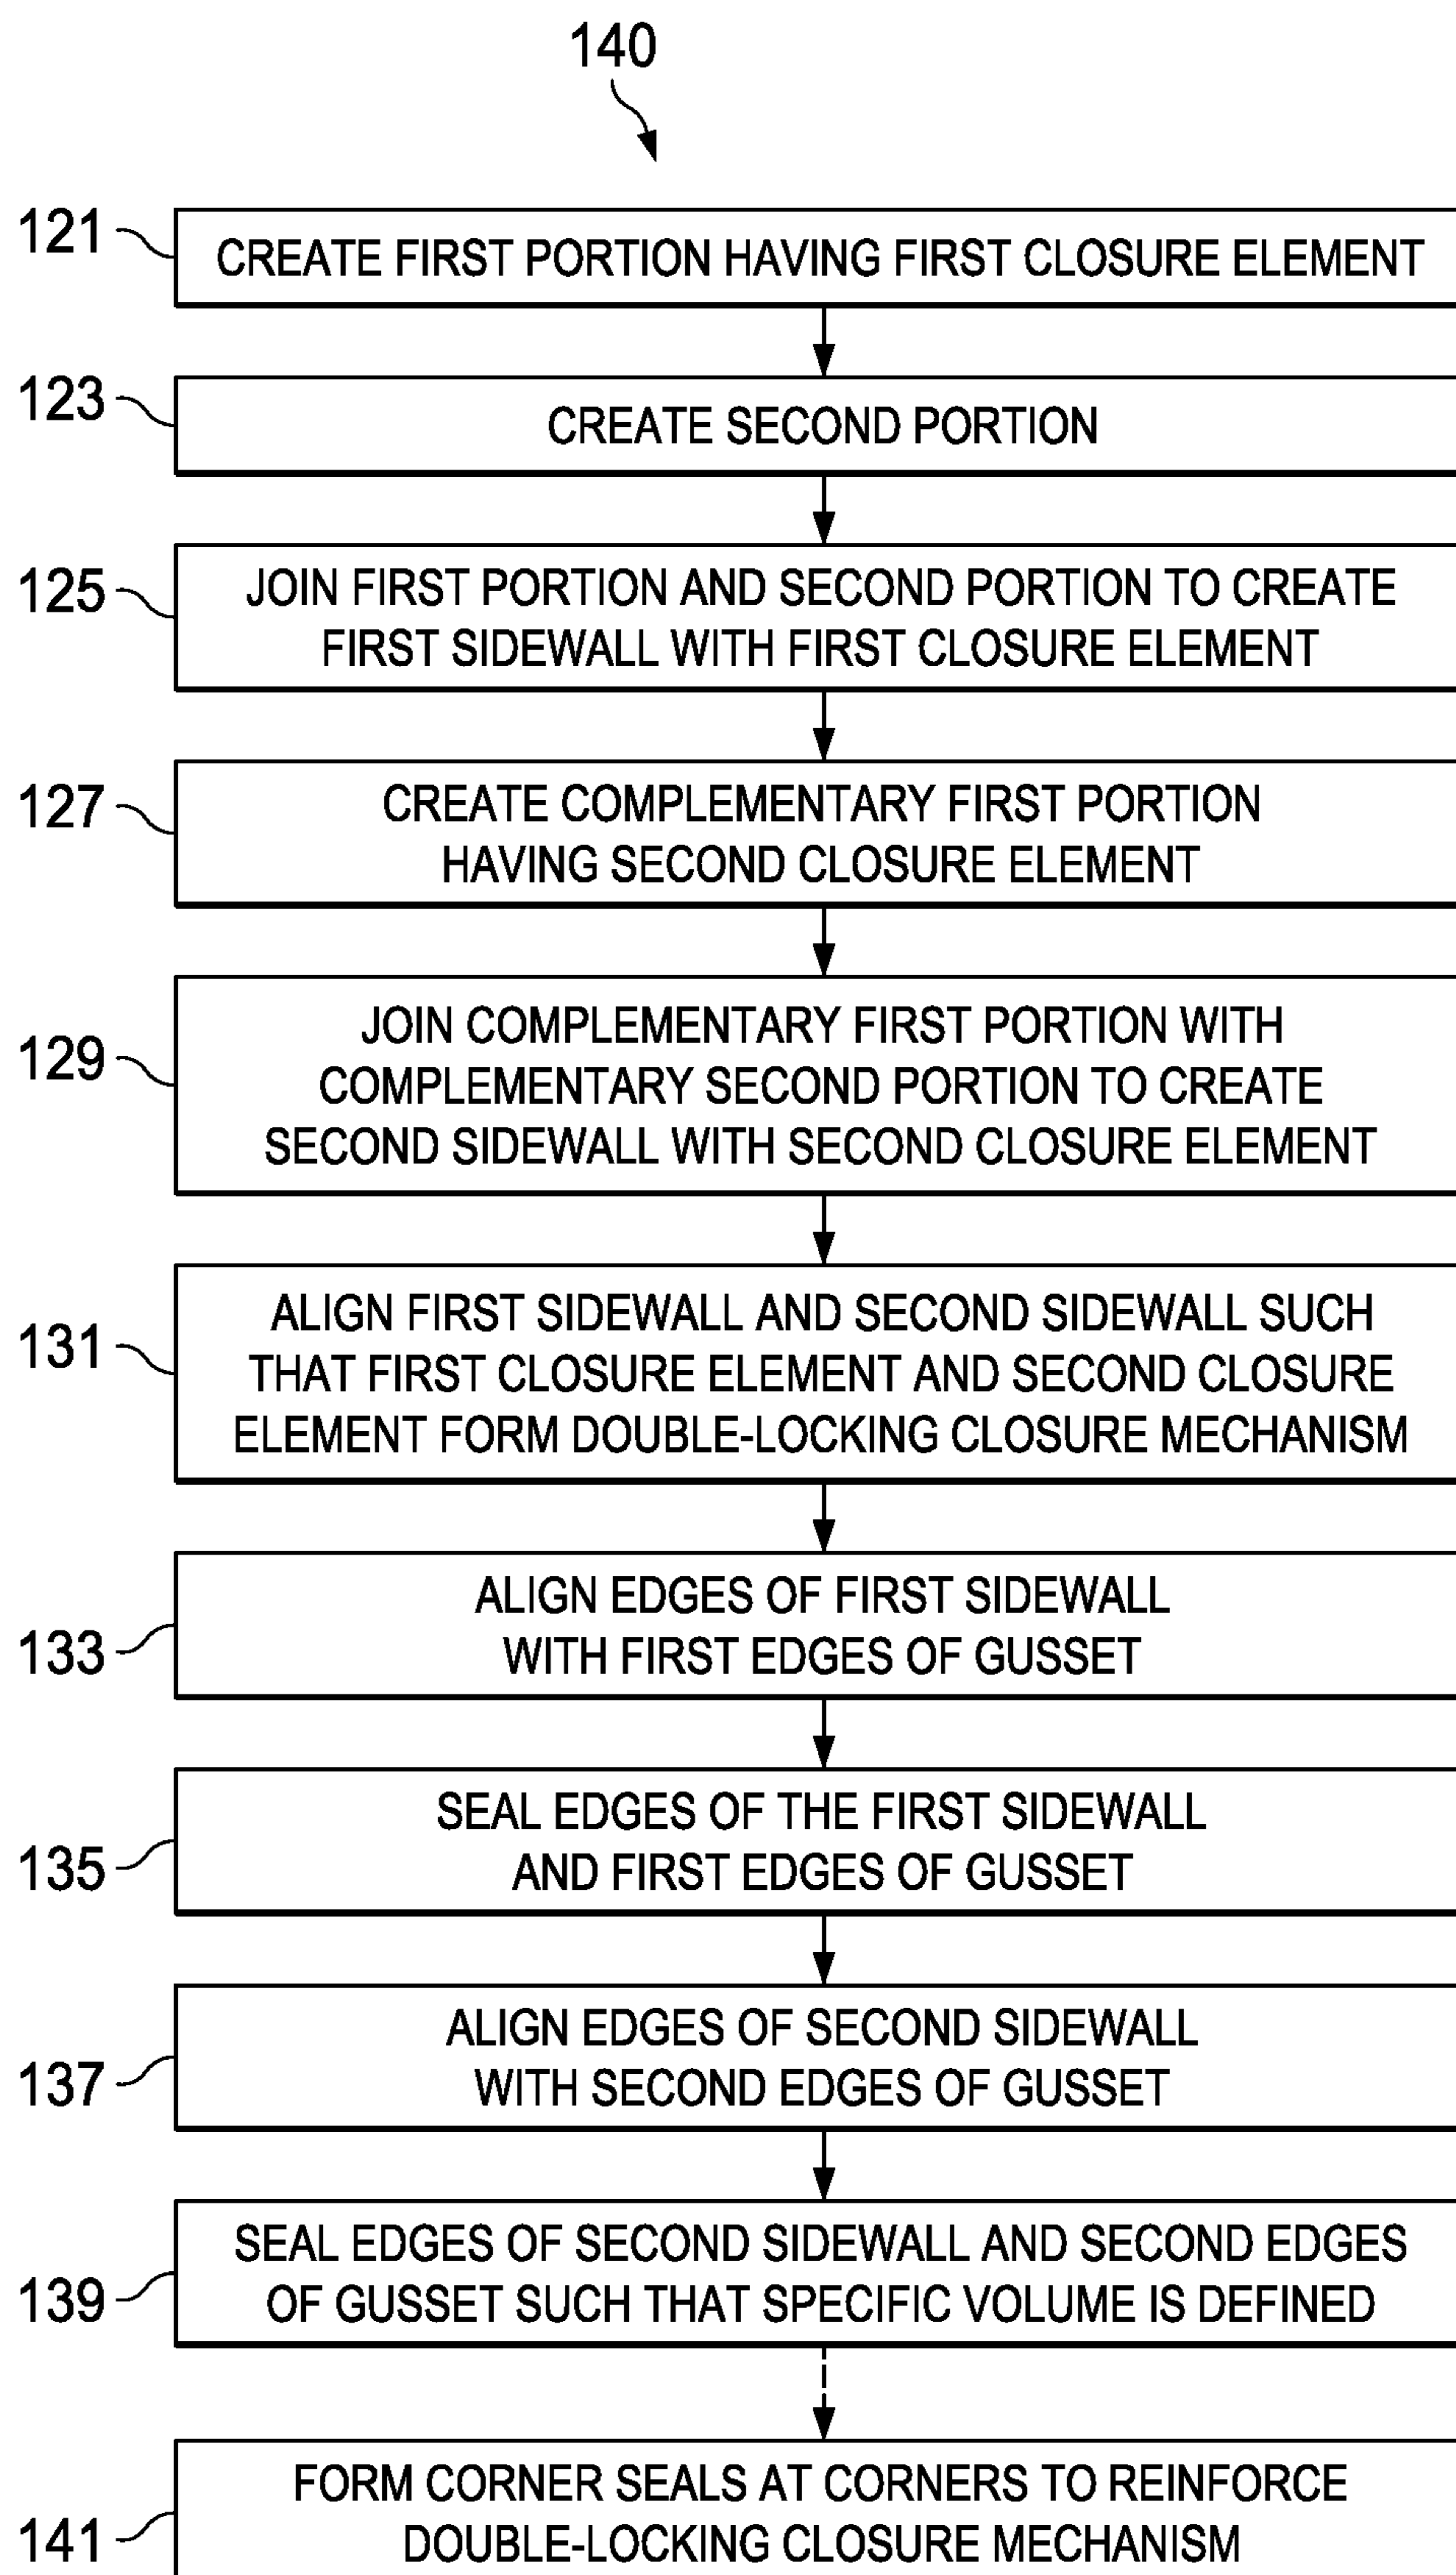 140
121
CREATE FIRST PORTION HAVING FIRST CLOSURE ELEMENT
123
CREATE SECOND PORTION
125
JOIN FIRST PORTION AND SECOND PORTION TO CREATE
FIRST SIDEWALL WITH FIRST CLOSURE ELEMENT
127
CREATE COMPLEMENTARY FIRST PORTION
HAVING SECOND CLOSURE ELEMENT
129
JOIN COMPLEMENTARY FIRST PORTION WITH
COMPLEMENTARY SECOND PORTION TO CREATE
SECOND SIDEWALL WITH SECOND CLOSURE ELEMENT
131
ALIGN FIRST SIDEWALL AND SECOND SIDEWALL SUCH
THAT FIRST CLOSURE ELEMENT AND SECOND CLOSURE
ELEMENT FORM DOUBLE-LOCKING CLOSURE MECHANISM
133
ALIGN EDGES OF FIRST SIDEWALL
WITH FIRST EDGES OF GUSSET
135
SEAL EDGES OF THE FIRST SIDEWALL
AND FIRST EDGES OF GUSSET
137
ALIGN EDGES OF SECOND SIDEWALL
WITH SECOND EDGES OF GUSSET
139
SEAL EDGES OF SECOND SIDEWALL AND SECOND EDGES
OF GUSSET SUCH THAT SPECIFIC VOLUME IS DEFINED
141
FORM CORNER SEALS AT CORNERS TO REINFORCE
DOUBLE-LOCKING CLOSURE MECHANISM